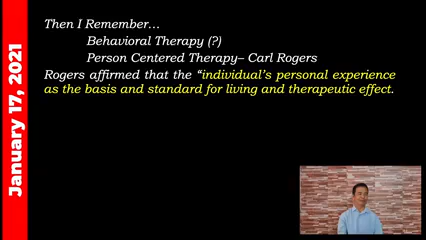 January 17, 2021
Then I Remember...
Behavioral Therapy (?)
Person Centered Therapy– Carl Rogers
Rogers affirmed that the “individual’s personal experience
as the basis and standard for living and therapeutic effect.